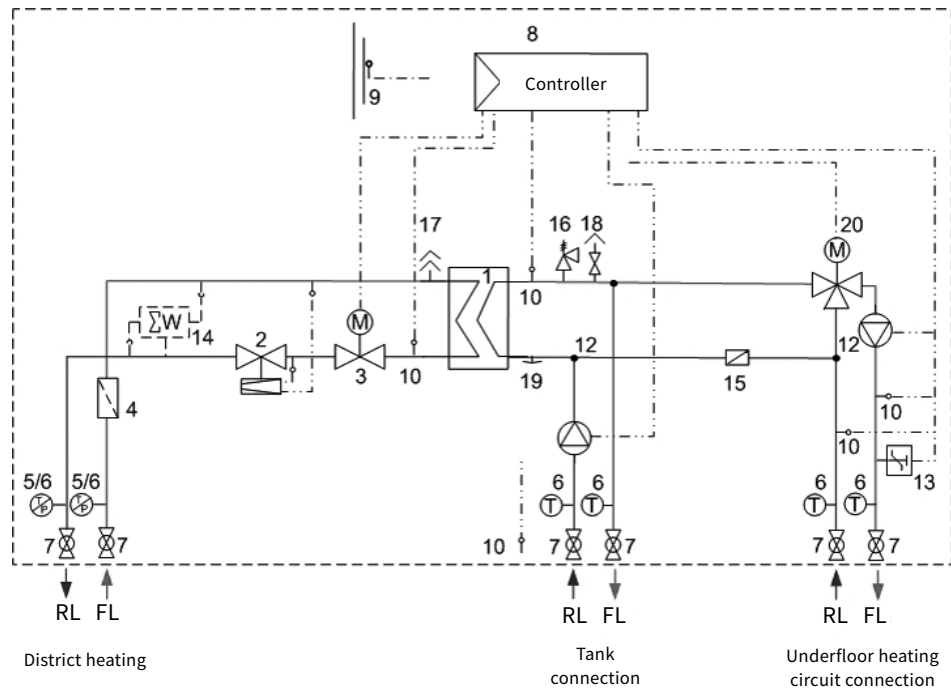 8
Controller
9
17
16 18
20
M
1
ΣW
14
2
M
10
12
12
3
10
19
15
4
10
10
5/6 5/6
T/P T/P
6 6
T T
6 6
T T
13
7 7
10
7 7
7 7
RL FL
RL FL
RL FL
District heating
Tank
connection
Underfloor heating
circuit connection